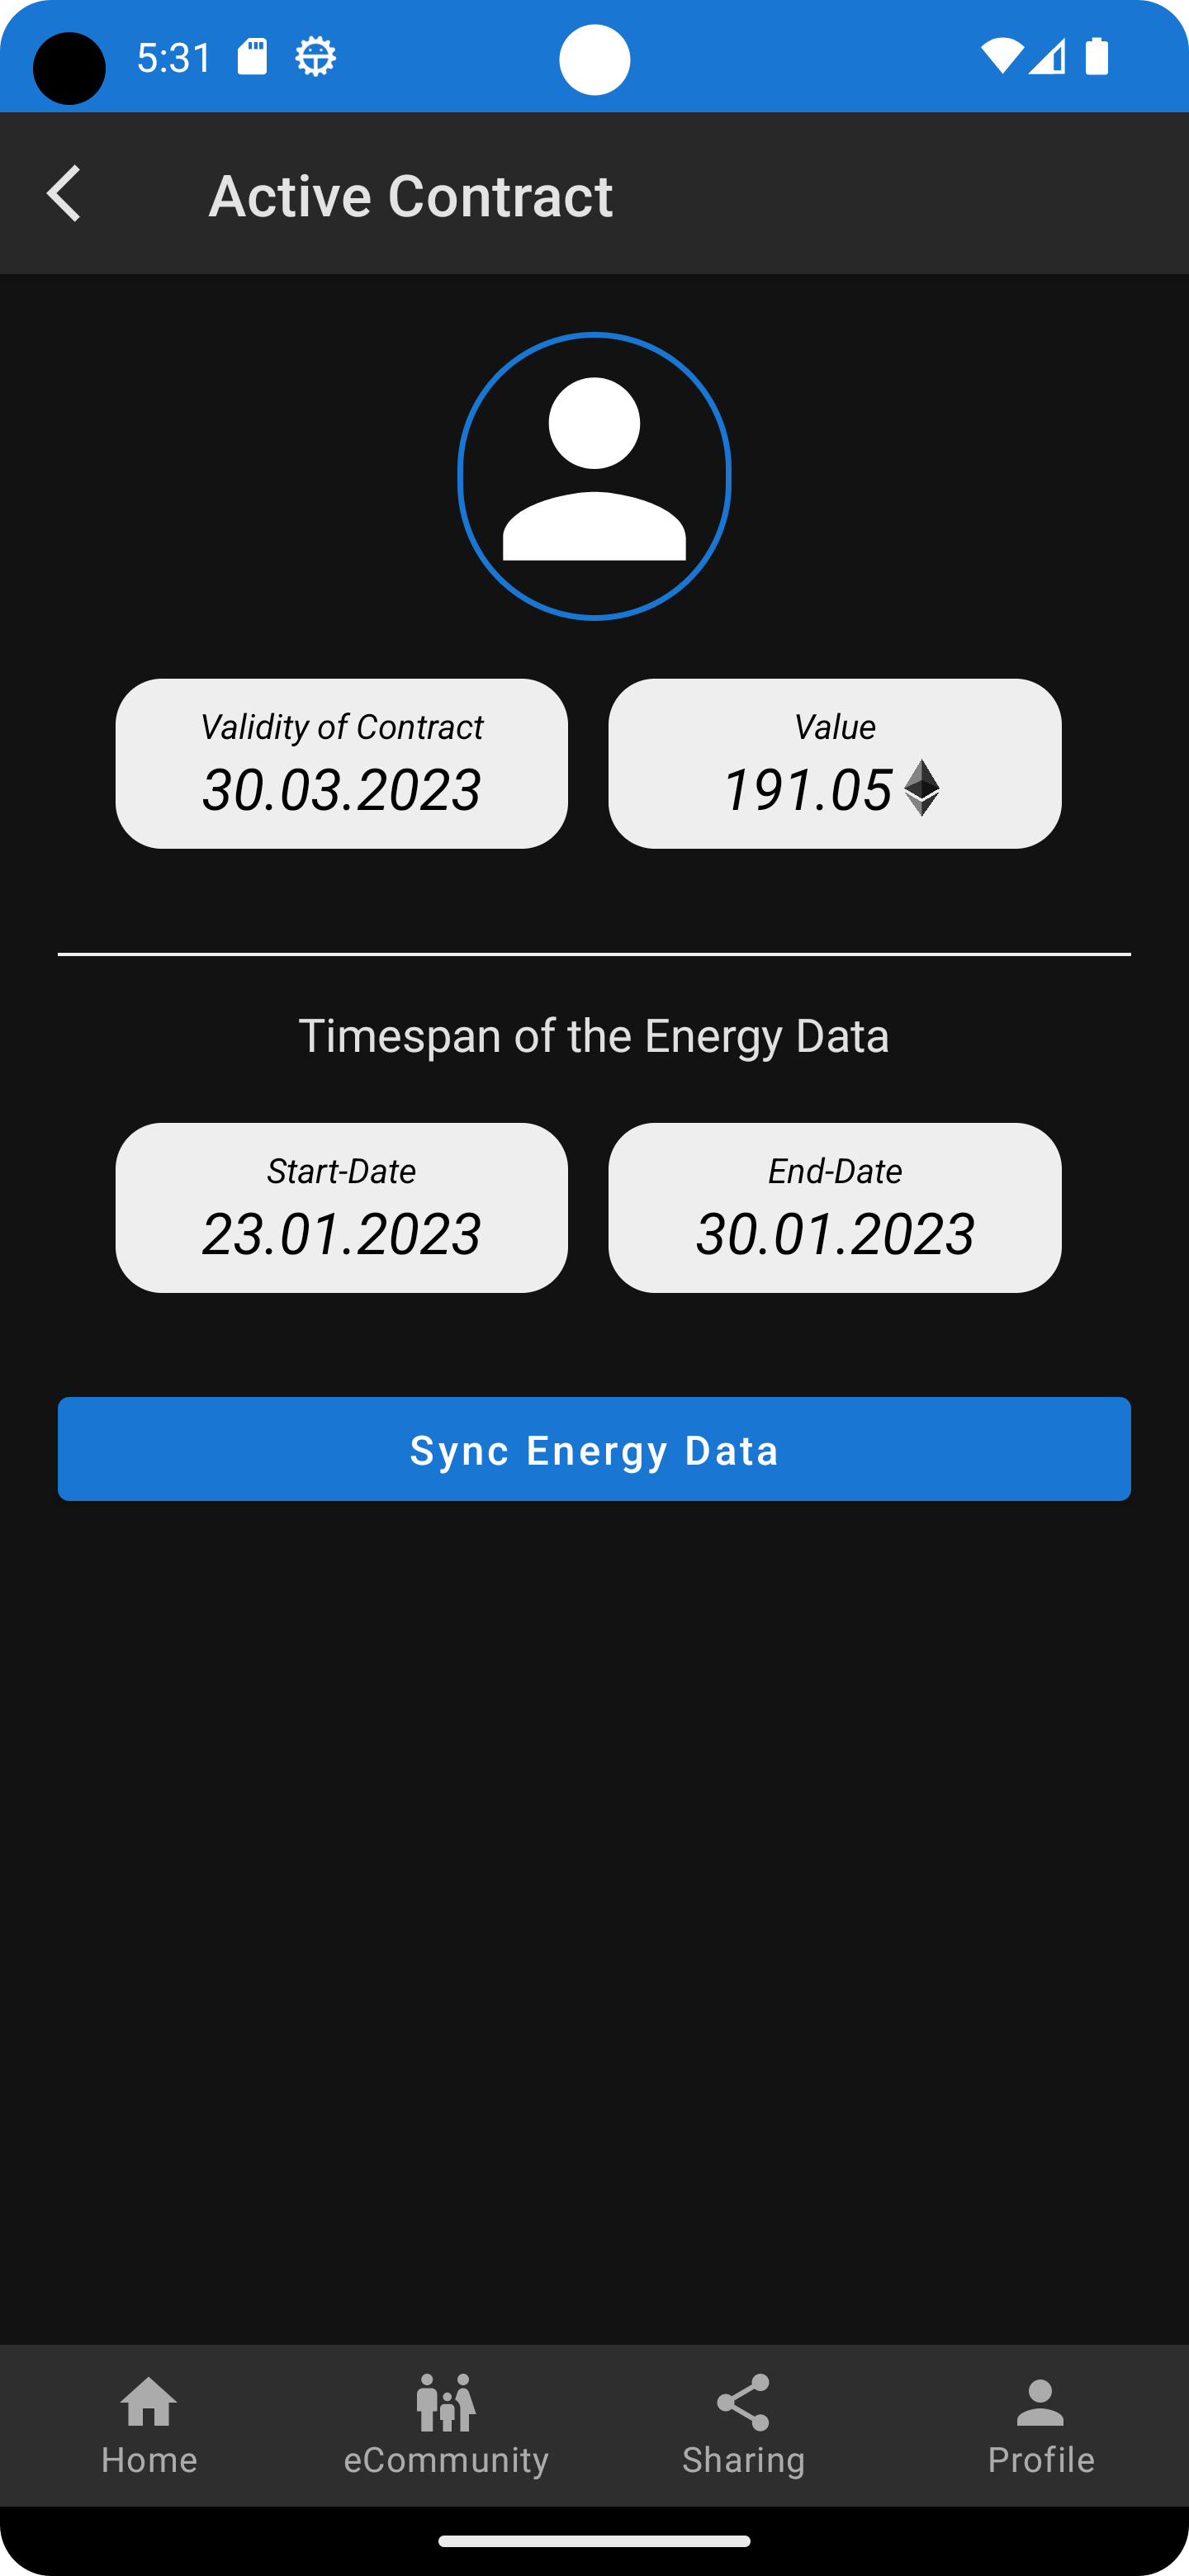 5:31
Active Contract
Validity of Contract
30.03.2023
Value
191.05
Timespan of the Energy Data
Start-Date
23.01.2023
End-Date
30.01.2023
Sync Energy Data
Home
eCommunity
Sharing
Profile